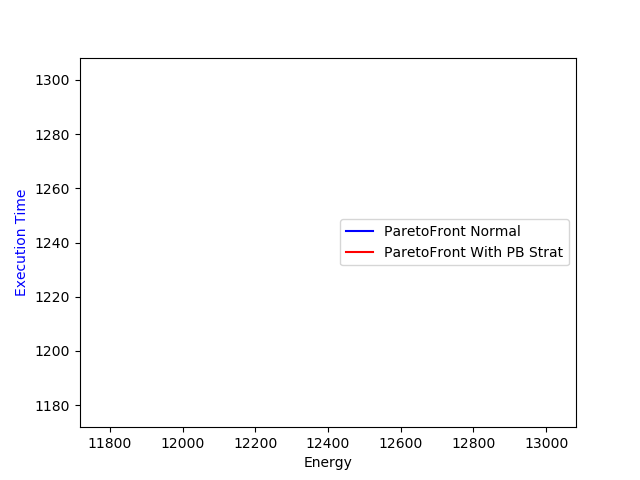 1300
1280
1260
1240
1220
1200
1180
Execution Time
ParetoFront Normal
ParetoFront With PB Strat
11800 12000 12200 12400 12600 12800 13000
Energy